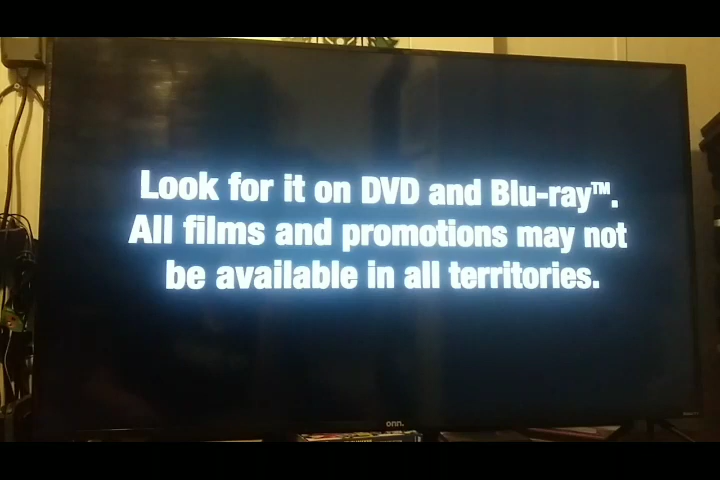 Look for it on DVD and Blu-ray™.
All films and promotions may not
be available in all territories.
onn.